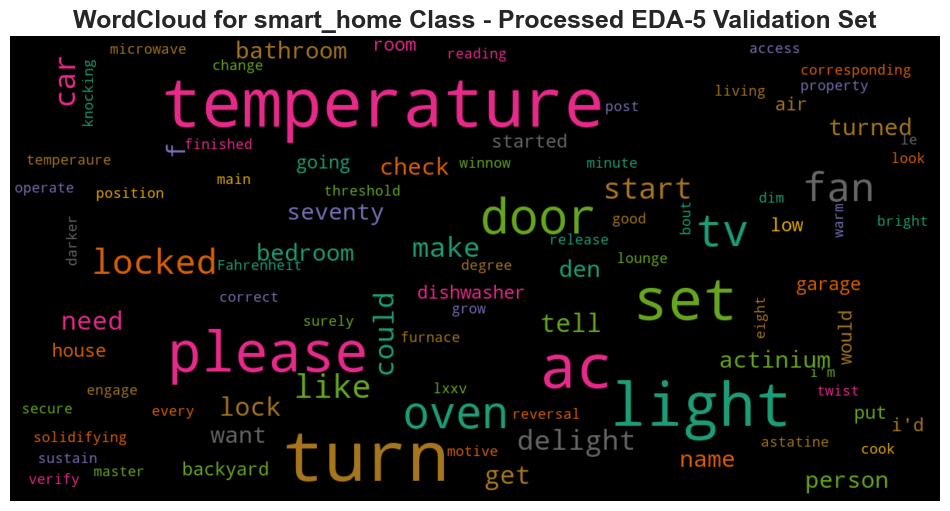 WordCloud for smart_home Class - Processed EDA-5 Validation Set
microwave
bathroom
room
reading
access
car
knocking
change
temperature
post
living
corresponding
property
air
turned
le
look
f
finished
started
temperaure
going
check
winnow
minute
operate
position
main
threshold
start
fan
seventy
door
good
tv
dim
low
warm
bright
bout
darker
locked
Fahrenheit
bedroom
make
release
degree
den
lounge
garage
correct
dishwasher
grow
set
need
surely
could
furnace
tell
eight
would
house
please
ac
actinium
i'm
engage
like
lxxv
light
twist
secure
every
lock
oven
reversal
put
i'd
solidifying
want
delight
astatine
cook
sustain
master
backyard
turn
motive
get
name
verify
person